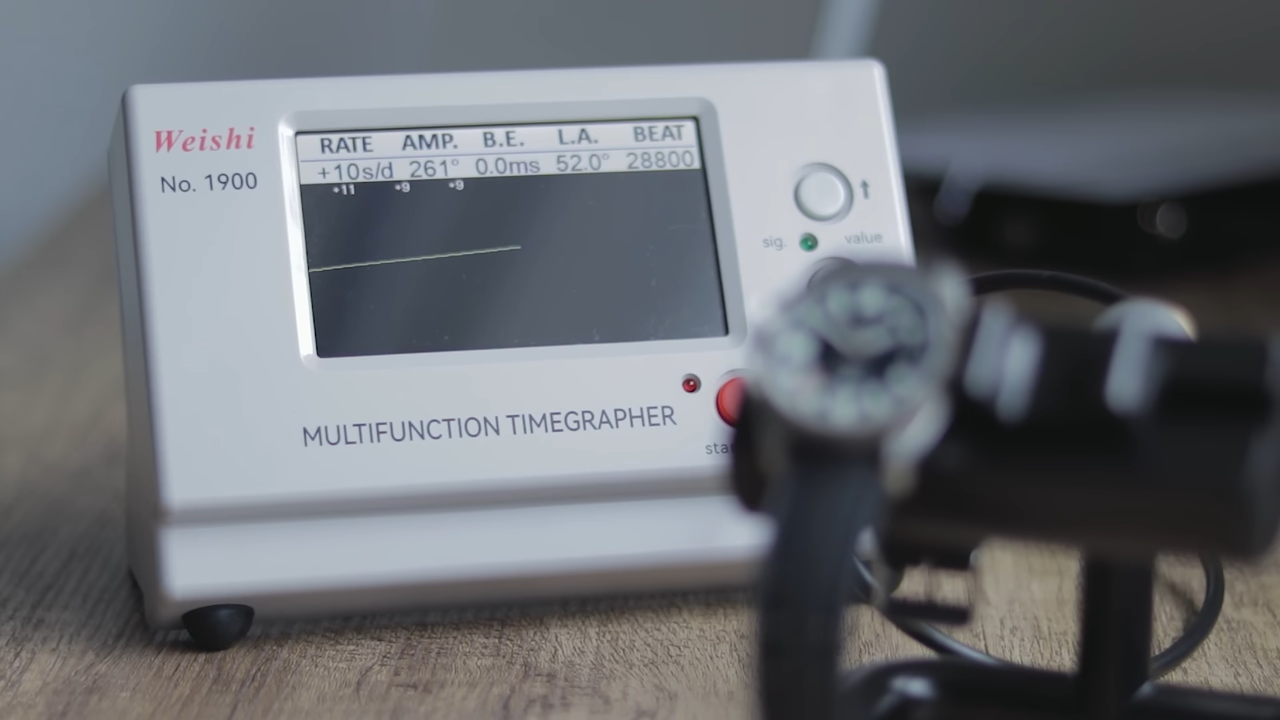 Weishi
No. 1900
RATE AMP. B.E. L.A. BEAT
+10s/d 261° 0.0ms 52.0° 28800
+11 +9 +9
sig. value
MULTIFUNCTION TIMEGRAPHER